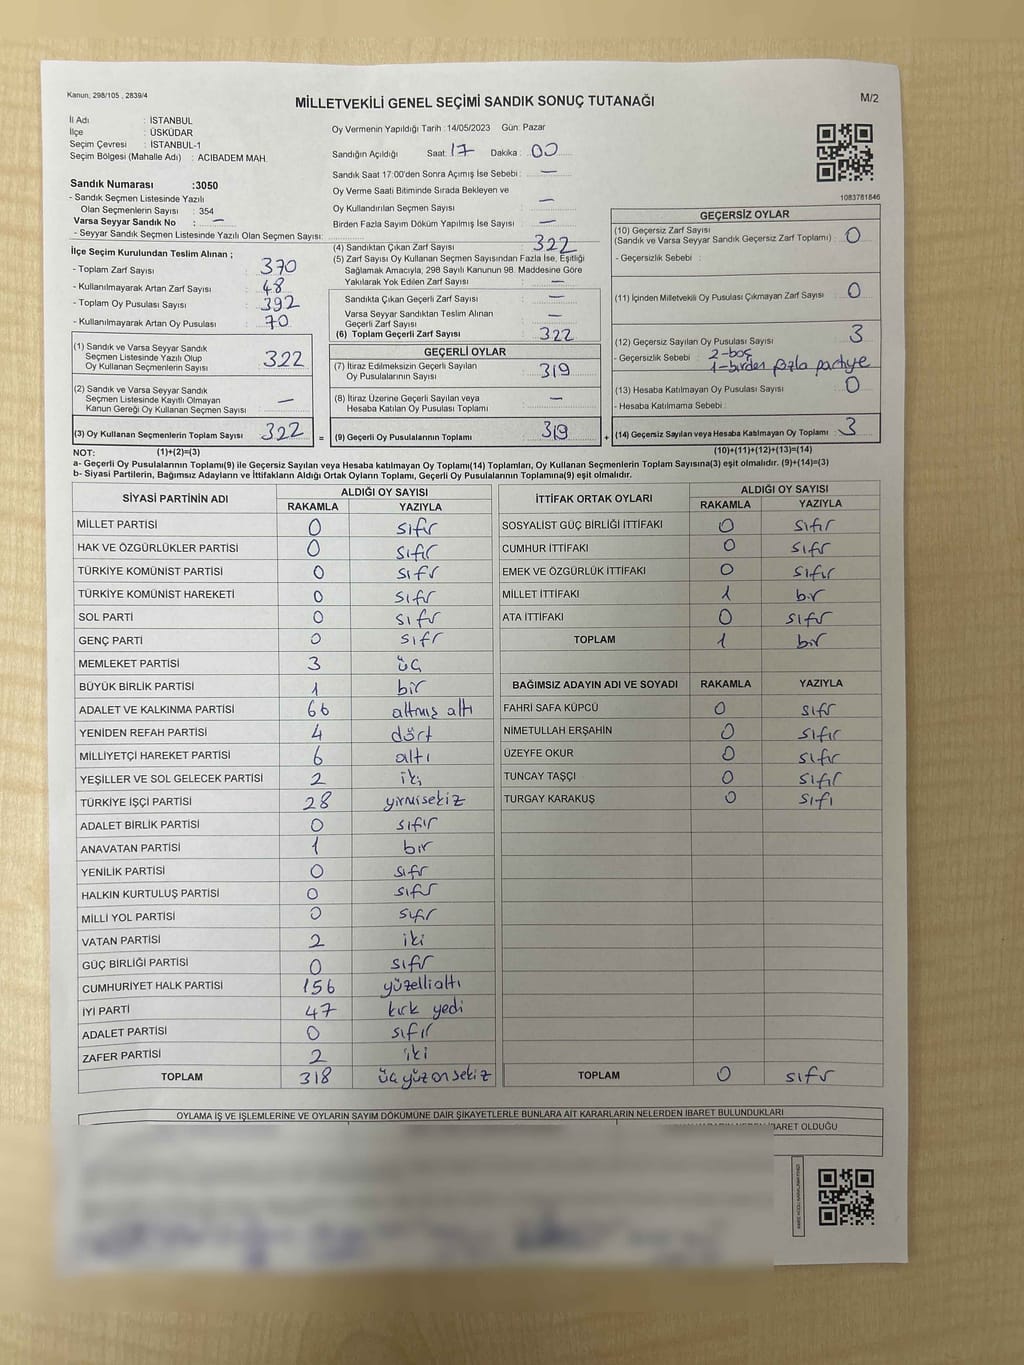 Kanun, 298/105 , 2839/4
MİLLETVEKİLİ GENEL SEÇİMİ SANDIK SONUÇ TUTANAĞI
M/2
İl Adı : İSTANBUL
İlçe : ÜSKÜDAR
Seçim Çevresi : İSTANBUL-1
Seçim Bölgesi (Mahalle Adı) : ACIBADEM MAH.
Sandık Numarası :3050
- Sandık Seçmen Listesinde Yazılı
Olan Seçmenlerin Sayısı : 354
Varsa Seyyar Sandık No : —
- Seyyar Sandık Seçmen Listesinde Yazılı Olan Seçmen Sayısı:
Oy Vermenin Yapıldığı Tarih : 14/05/2023 Gün: Pazar
Sandığın Açıldığı Saat: 17 Dakika : 00
Sandık Saat 17:00'den Sonra Açımış İse Sebebi : —
Oy Verme Saati Bitiminde Sırada Bekleyen ve
Oy Kullandırılan Seçmen Sayısı —
Birden Fazla Sayım Döküm Yapılmış İse Sayısı : —
1083781846
İlçe Seçim Kurulundan Teslim Alınan ;
- Toplam Zarf Sayısı : 370
- Kullanılmayarak Artan Zarf Sayısı : 48
- Toplam Oy Pusulası Sayısı : 392
- Kullanılmayarak Artan Oy Pusulası : 70
(1) Sandık ve Varsa Seyyar Sandık
Seçmen Listesinde Yazılı Olup
Oy Kullanan Seçmenlerin Sayısı : 322
(2) Sandık ve Varsa Seyyar Sandık
Seçmen Listesinde Kayıtlı Olmayan
Kanun Gereği Oy Kullanan Seçmen Sayısı : —
(3) Oy Kullanan Seçmenlerin Toplam Sayısı : 322 =
(4) Sandıktan Çıkan Zarf Sayısı : 322
(5) Zarf Sayısı Oy Kullanan Seçmen Sayısından Fazla İse, Eşitliği
Sağlamak Amacıyla, 298 Sayılı Kanunun 98. Maddesine Göre
Yakılarak Yok Edilen Zarf Sayısı : —
Sandıkta Çıkan Geçerli Zarf Sayısı : —
Varsa Seyyar Sandıktan Teslim Alınan
Geçerli Zarf Sayısı : —
(6) Toplam Geçerli Zarf Sayısı : 322
GEÇERLİ OYLAR
(7) İtiraz Edilmeksizin Geçerli Sayılan
Oy Pusulalarının Sayısı : 319
(8) İtiraz Üzerine Geçerli Sayılan veya
Hesaba Katılan Oy Pusulası Toplamı : —
(9) Geçerli Oy Pusulalarının Toplamı : 319 +
GEÇERSİZ OYLAR
(10) Geçersiz Zarf Sayısı
(Sandık ve Varsa Seyyar Sandık Geçersiz Zarf Toplamı) : 0
- Geçersizlik Sebebi :
(11) İçinden Milletvekili Oy Pusulası Çıkmayan Zarf Sayısı : 0
(12) Geçersiz Sayılan Oy Pusulası Sayısı : 3
- Geçersizlik Sebebi : 2-boş
1-birden fazla partiye
(13) Hesaba Katılmayan Oy Pusulası Sayısı : 0
- Hesaba Katılmama Sebebi :
(14) Geçersiz Sayılan veya Hesaba Katılmayan Oy Toplamı : 3
NOT: (1)+(2)=(3) (10)+(11)+(12)+(13)=(14)
a- Geçerli Oy Pusulalarının Toplamı(9) ile Geçersiz Sayılan veya Hesaba katılmayan Oy Toplamı(14) Toplamları, Oy Kullanan Seçmenlerin Toplam Sayısına(3) eşit olmalıdır. (9)+(14)=(3)
b- Siyasi Partilerin, Bağımsız Adayların ve İttifakların Aldığı Ortak Oyların Toplamı, Geçerli Oy Pusulalarının Toplamına(9) eşit olmalıdır.
SİYASİ PARTİNİN ADI ALDIĞI OY SAYISI
RAKAMLA YAZIYLA
MİLLET PARTİSİ 0 sıfır
HAK VE ÖZGÜRLÜKLER PARTİSİ 0 sıfır
TÜRKİYE KOMÜNİST PARTİSİ 0 sıfır
TÜRKİYE KOMÜNİST HAREKETİ 0 sıfır
SOL PARTİ 0 sıfır
GENÇ PARTİ 0 sıfır
MEMLEKET PARTİSİ 3 üç
BÜYÜK BİRLİK PARTİSİ 1 bir
ADALET VE KALKINMA PARTİSİ 66 altmış altı
YENİDEN REFAH PARTİSİ 4 dört
MİLLİYETÇİ HAREKET PARTİSİ 6 altı
YEŞİLLER VE SOL GELECEK PARTİSİ 2 iki
TÜRKİYE İŞÇİ PARTİSİ 28 yirmisekiz
ADALET BİRLİK PARTİSİ 0 sıfır
ANAVATAN PARTİSİ 1 bir
YENİLİK PARTİSİ 0 sıfır
HALKIN KURTULUŞ PARTİSİ 0 sıfır
MİLLİ YOL PARTİSİ 0 sıfır
VATAN PARTİSİ 2 iki
GÜÇ BİRLİĞİ PARTİSİ 0 sıfır
CUMHURİYET HALK PARTİSİ 156 yüzellialtı
İYİ PARTİ 47 kırk yedi
ADALET PARTİSİ 0 sıfır
ZAFER PARTİSİ 2 iki
TOPLAM 318 üçyüzonsekiz
İTTİFAK ORTAK OYLARI ALDIĞI OY SAYISI
RAKAMLA YAZIYLA
SOSYALİST GÜÇ BİRLİĞİ İTTİFAKI 0 sıfır
CUMHUR İTTİFAKI 0 sıfır
EMEK VE ÖZGÜRLÜK İTTİFAKI 0 sıfır
MİLLET İTTİFAKI 1 bir
ATA İTTİFAKI 0 sıfır
TOPLAM 1 bir
BAĞIMSIZ ADAYIN ADI VE SOYADI RAKAMLA YAZIYLA
FAHRİ SAFA KÜPCÜ 0 sıfır
NİMETULLAH ERŞAHİN 0 sıfır
ÜZEYFE OKUR 0 sıfır
TUNCAY TAŞÇI 0 sıfır
TURGAY KARAKUŞ 0 sıfı
TOPLAM 0 sıfır
OYLAMA İŞ VE İŞLEMLERİNE VE OYLARIN SAYIM DÖKÜMÜNE DAİR ŞİKAYETLERLE BUNLARA AİT KARARLARIN NELERDEN İBARET BULUNDUKLARI
İBARET OLDUĞU